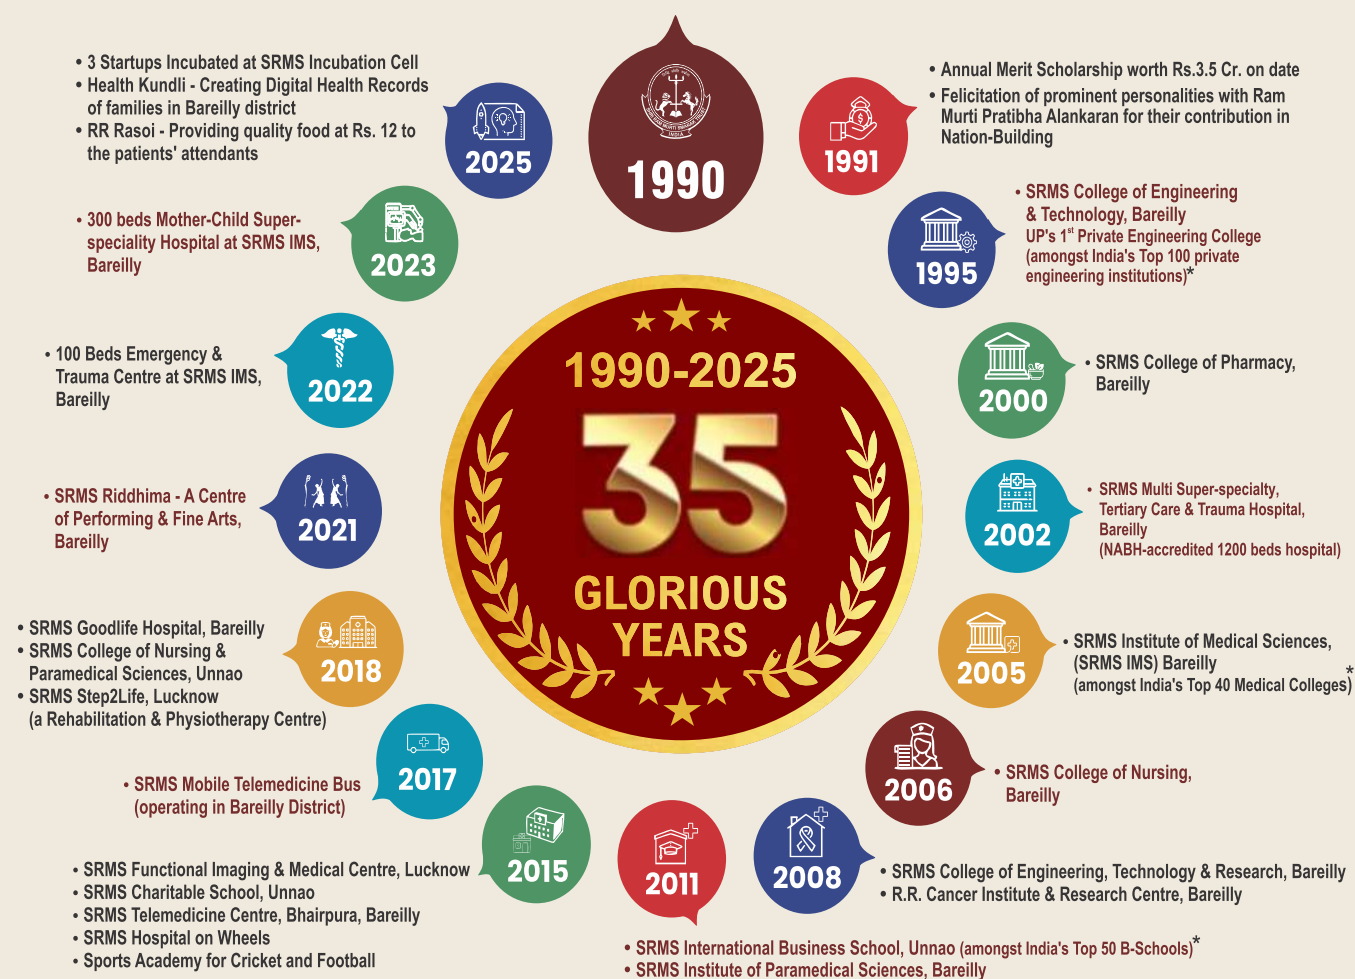 1990
INDIA
1991
• Annual Merit Scholarship worth Rs.3.5 Cr. on date
• Felicitation of prominent personalities with Ram
Murti Pratibha Alankaran for their contribution in
Nation-Building
1995
• SRMS College of Engineering
& Technology, Bareilly
UP's 1st Private Engineering College
(amongst India's Top 100 private
engineering institutions)*
2000
• SRMS College of Pharmacy,
Bareilly
2002
• SRMS Multi Super-specialty,
Tertiary Care & Trauma Hospital,
Bareilly
(NABH-accredited 1200 beds hospital)
2005
• SRMS Institute of Medical Sciences,
(SRMS IMS) Bareilly
(amongst India's Top 40 Medical Colleges)*
2006
• SRMS College of Nursing,
Bareilly
2008
• SRMS College of Engineering, Technology & Research, Bareilly
• R.R. Cancer Institute & Research Centre, Bareilly
2011
• SRMS International Business School, Unnao (amongst India's Top 50 B-Schools)*
• SRMS Institute of Paramedical Sciences, Bareilly
2015
• SRMS Functional Imaging & Medical Centre, Lucknow
• SRMS Charitable School, Unnao
• SRMS Telemedicine Centre, Bhairpura, Bareilly
• SRMS Hospital on Wheels
• Sports Academy for Cricket and Football
2017
• SRMS Mobile Telemedicine Bus
(operating in Bareilly District)
2018
• SRMS Goodlife Hospital, Bareilly
• SRMS College of Nursing &
Paramedical Sciences, Unnao
• SRMS Step2Life, Lucknow
(a Rehabilitation & Physiotherapy Centre)
2021
• SRMS Riddhima - A Centre
of Performing & Fine Arts,
Bareilly
2022
• 100 Beds Emergency &
Trauma Centre at SRMS IMS,
Bareilly
2023
• 300 beds Mother-Child Super-
speciality Hospital at SRMS IMS,
Bareilly
2025
• 3 Startups Incubated at SRMS Incubation Cell
• Health Kundli - Creating Digital Health Records
of families in Bareilly district
• RR Rasoi - Providing quality food at Rs. 12 to
the patients' attendants
1990-2025
35
GLORIOUS
YEARS